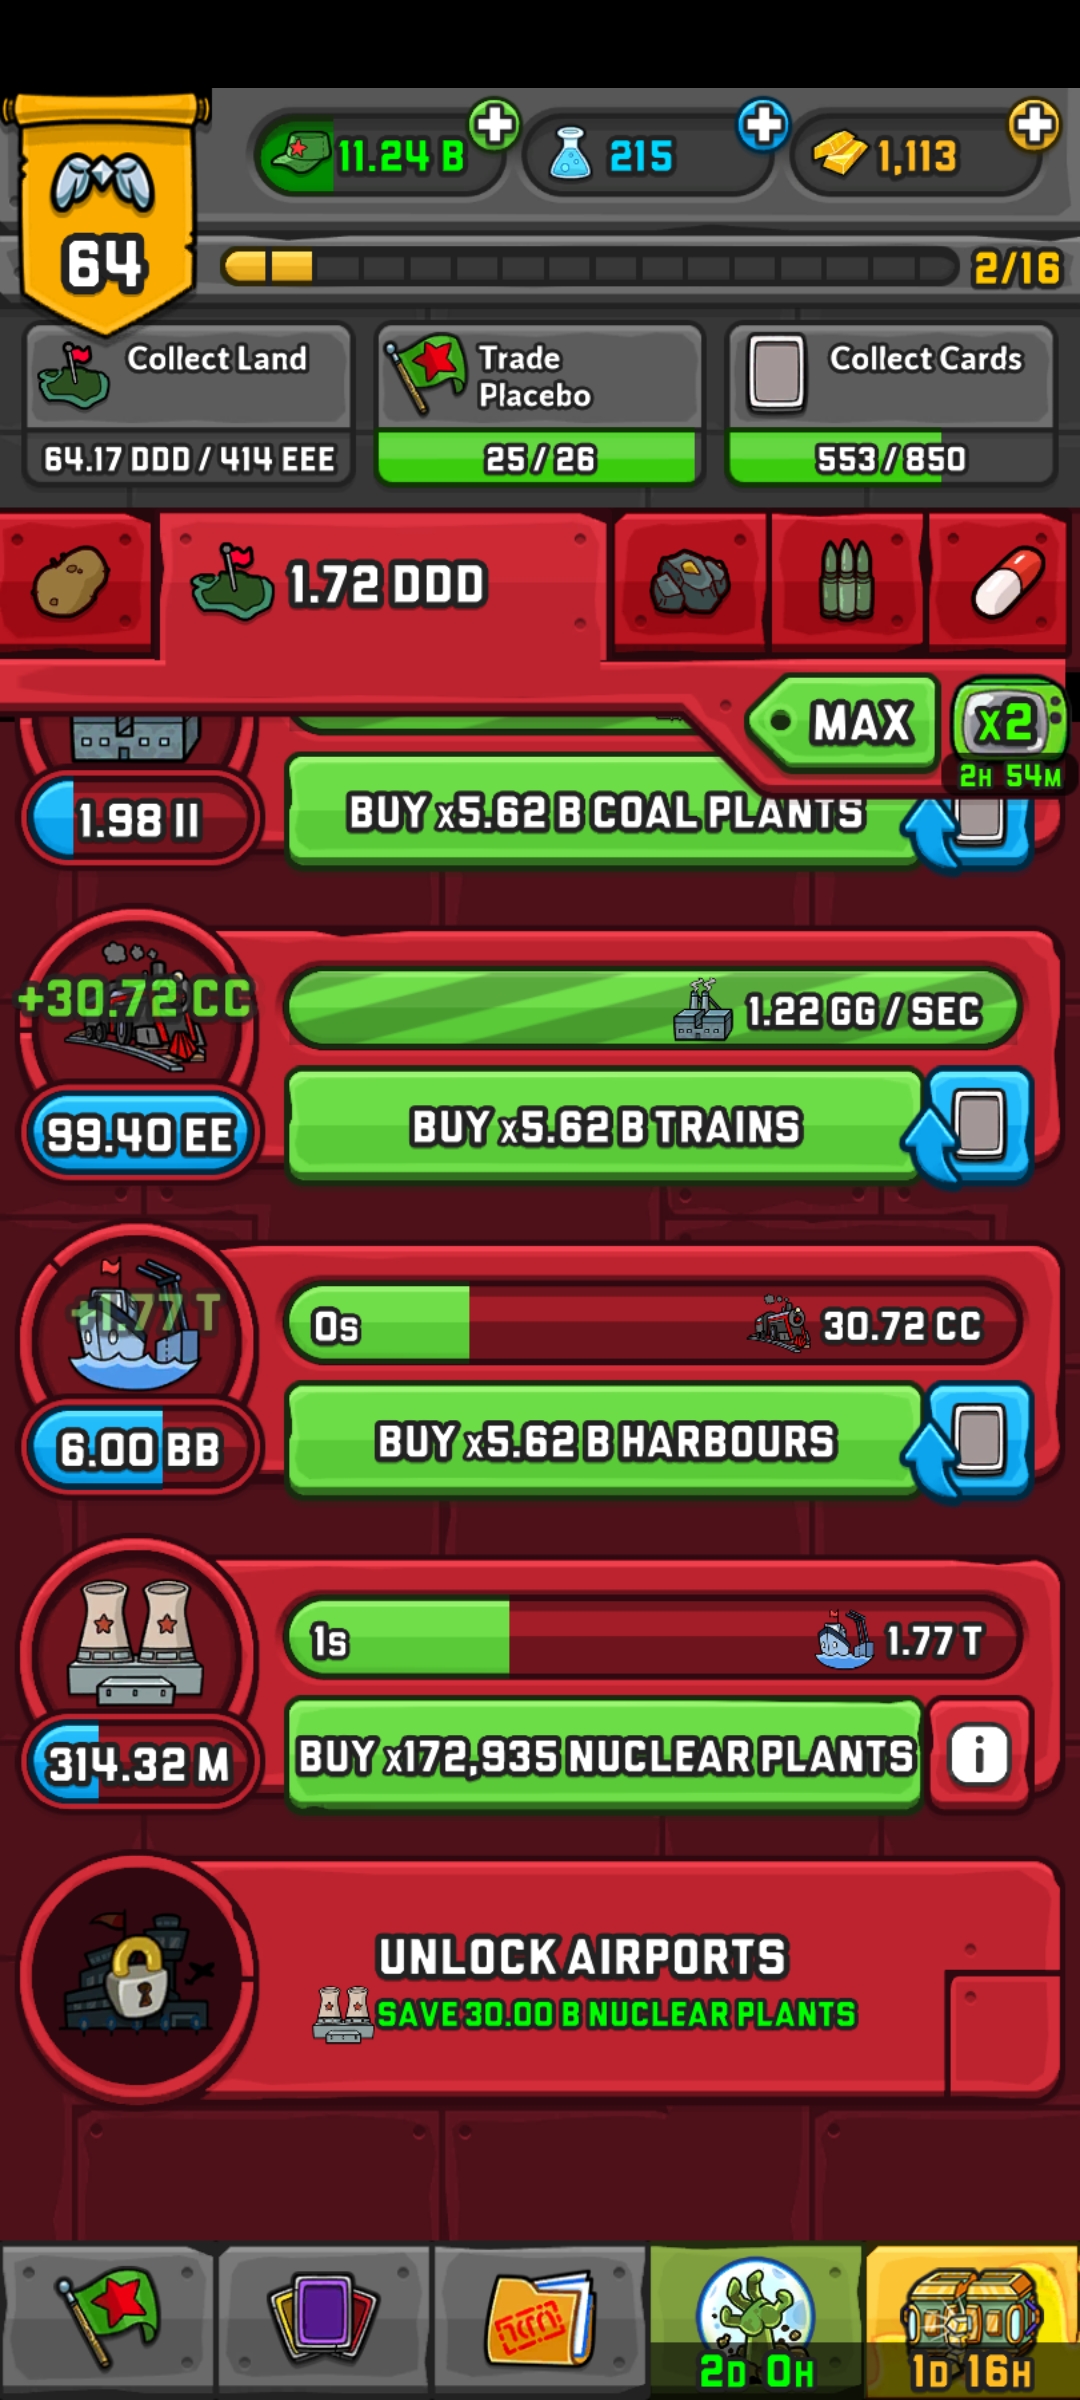 11.24 B
215
1,113
64
2/16
Collect Land
64.17 DDD / 414 EEE
Trade
Placebo
25 / 26
Collect Cards
553 / 850
1.72 DDD
MAX
x2
2H 54M
1.98 II
BUY x5.62 B COAL PLANTS
+30.72 CC
1.22 GG / SEC
99.40 EE
BUY x5.62 B TRAINS
+1.77 T
0s
30.72 CC
6.00 BB
BUY x5.62 B HARBOURS
1s
1.77 T
314.32 M
BUY x172,935 NUCLEAR PLANTS
i
UNLOCK AIRPORTS
SAVE 30.00 B NUCLEAR PLANTS
2D 0H
1D 16H